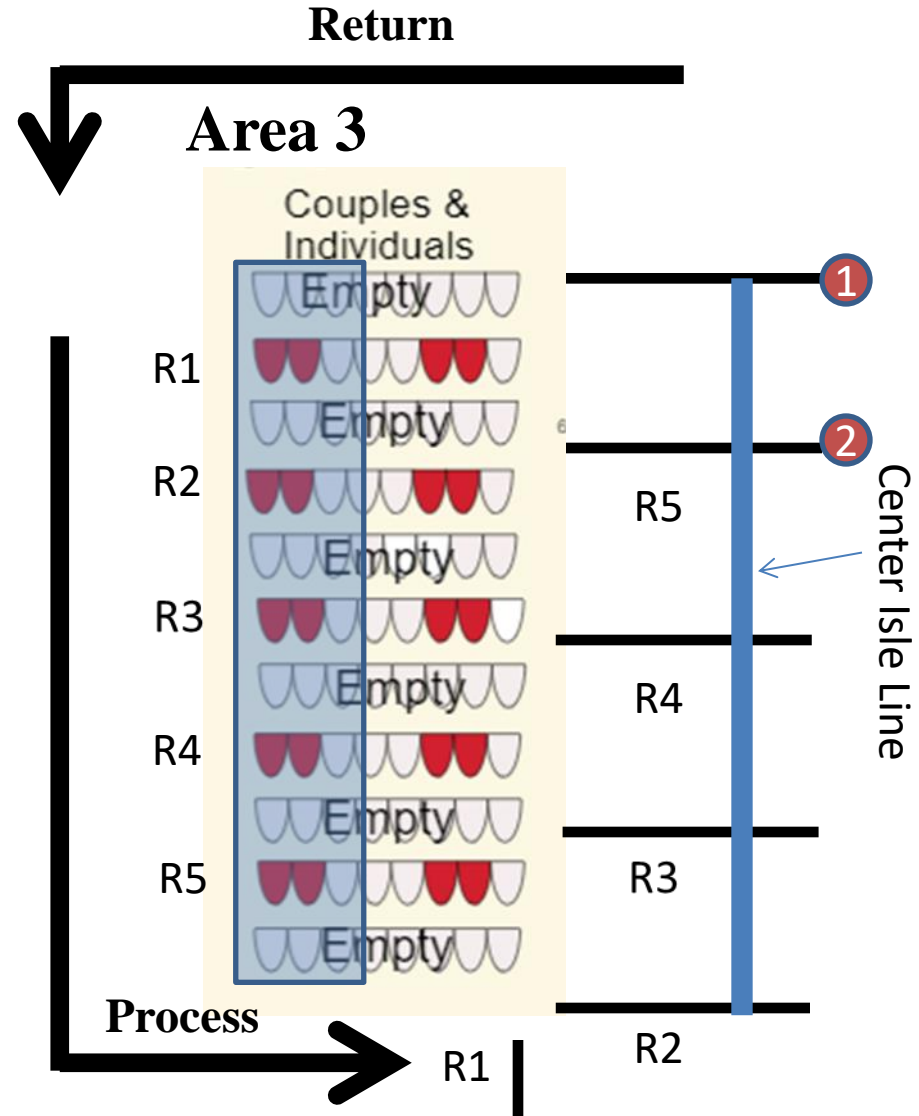 Return
Area 3
Couples &
Individuals
Empty
1
R1
Empty
6
2
R2
R5
Center Isle Line
Empty
R3
Empty
R4
R4
Empty
R5
R3
Empty
Process
R1
R2